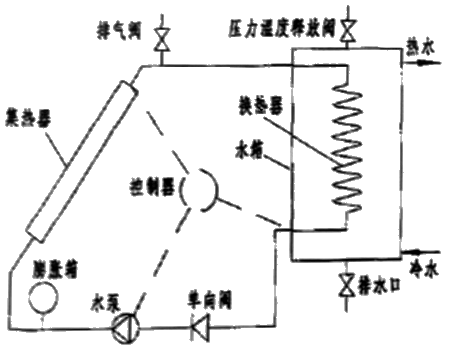 排气阀
压力温度释放阀
热水
集热器
换热器
水箱
控制器
膨胀箱
水泵
单向阀
排水口
冷水